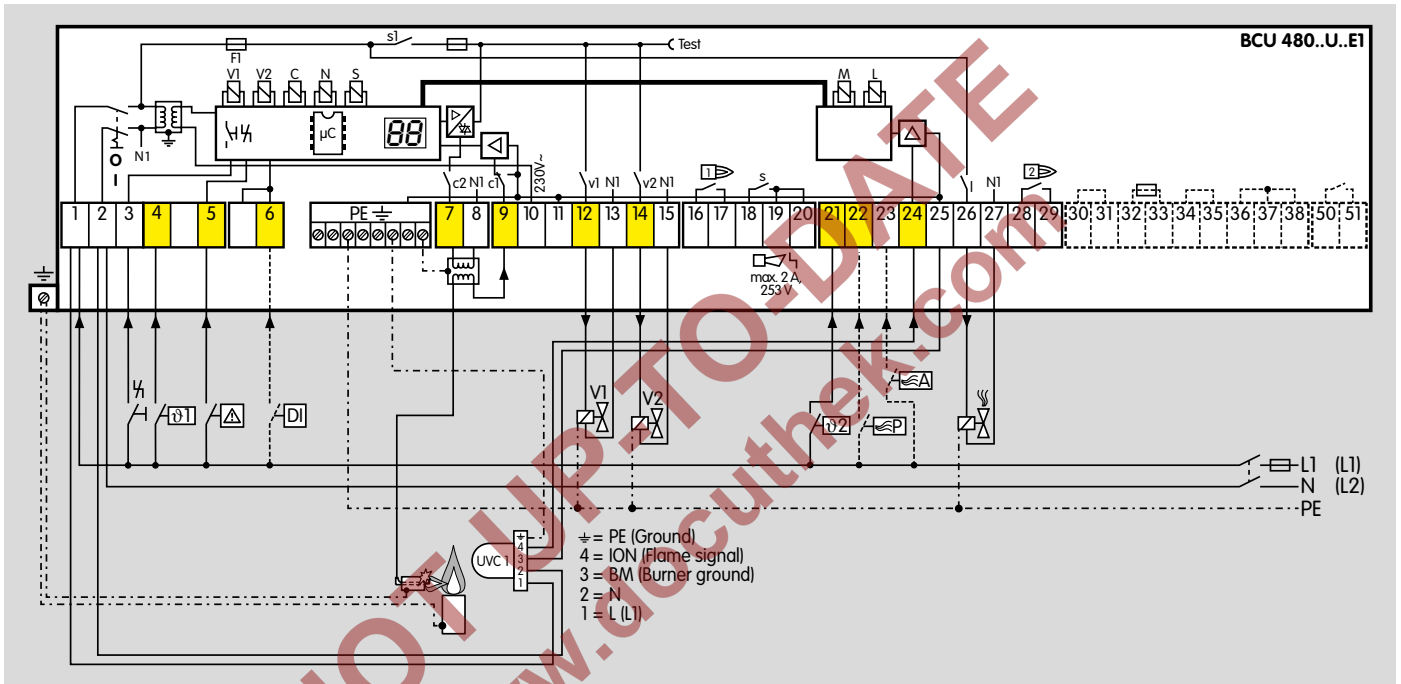 BCU 480..U..E1
s1
Test
F1
V1 V2 C N S
M L
µC
88
N1
O
I
c2 N1 c1
230V~
v1 N1
v2 N1
1
s
I N1
2
PE
1 2 3 4 5 6 7 8 9 10 11 12 13 14 15 16 17 18 19 20 21 22 23 24 25 26 27 28 29 30 31 32 33 34 35 36 37 38 50 51
max. 2 A,
253 V
A
ϑ1
DI
V1
V2
ϑ2
P
L1 (L1)
N (L2)
PE
UVC 1
4
3
2
1
= PE (Ground)
4 = ION (Flame signal)
3 = BM (Burner ground)
2 = N
1 = L (L1)
NOT UP-TO-DATE
www.docuthek.com